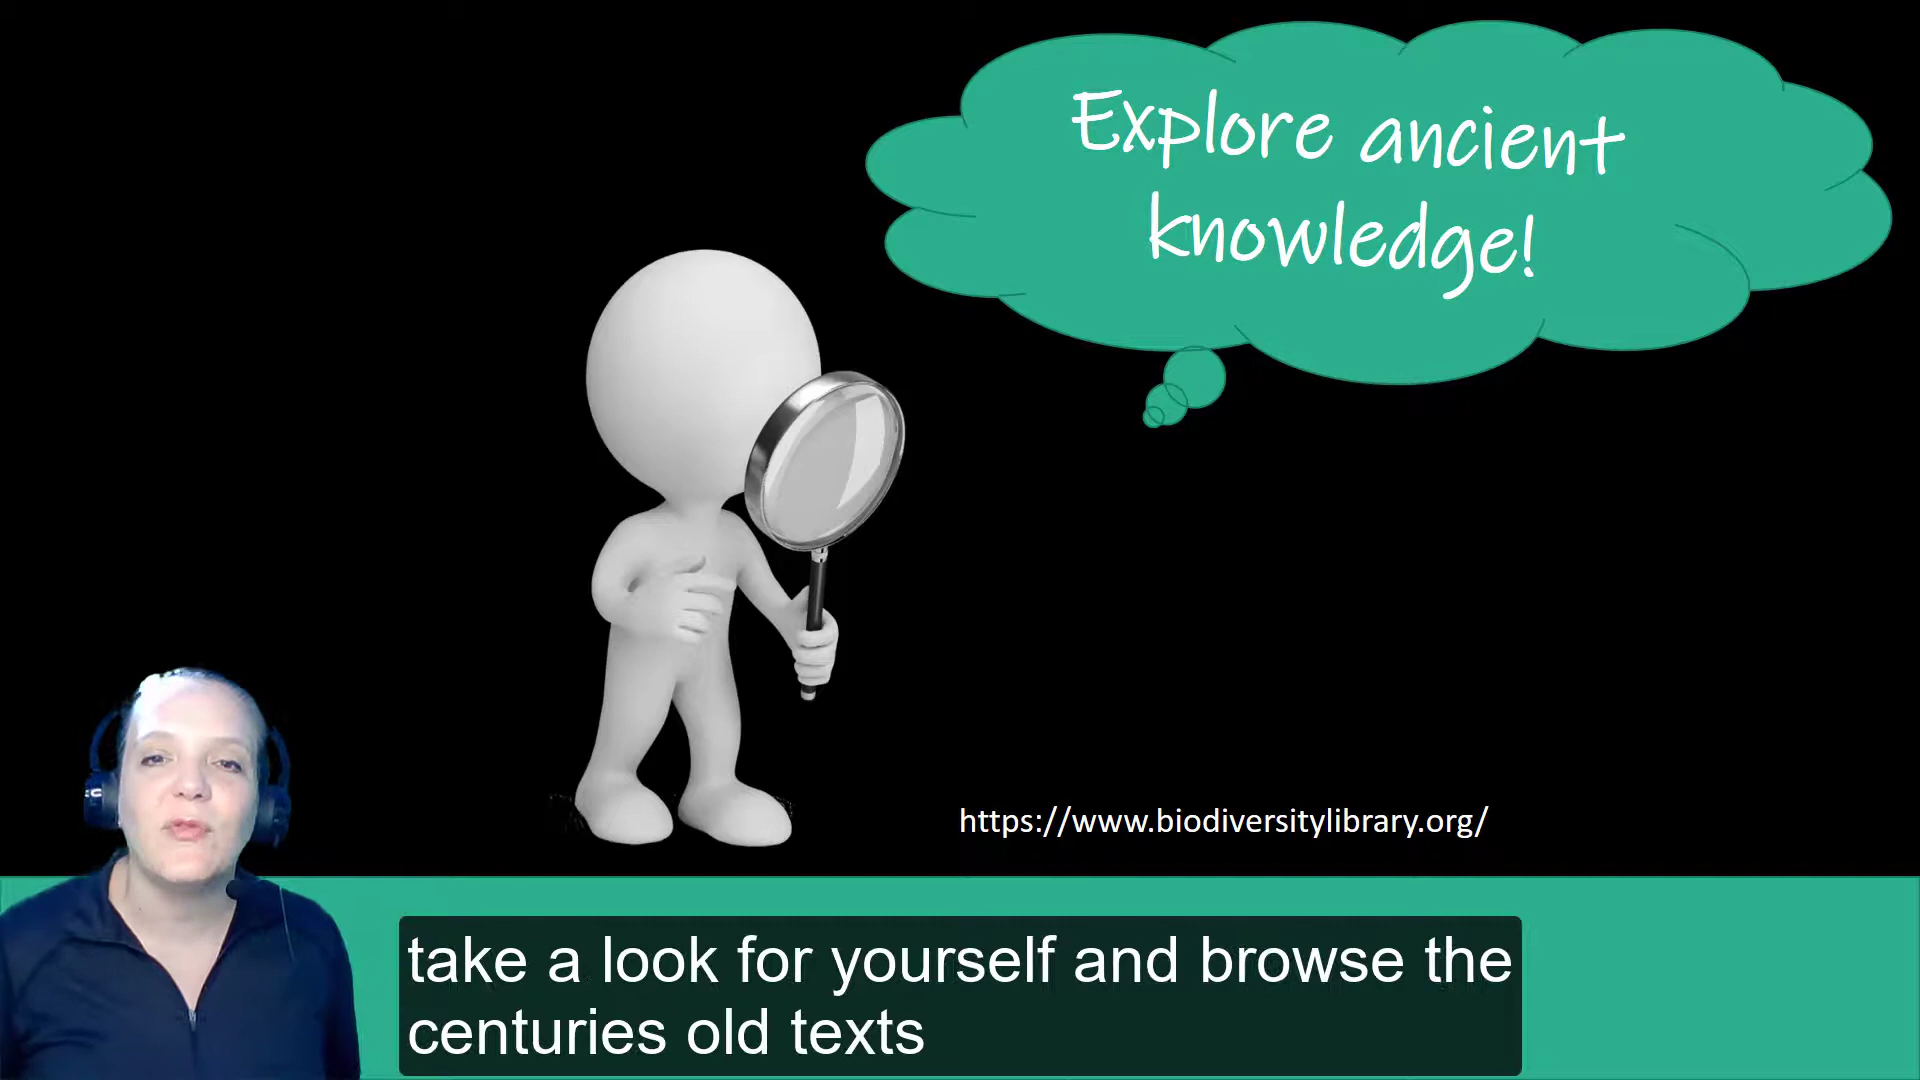 Explore ancient
knowledge!
https://www.biodiversitylibrary.org/
take a look for yourself and browse the
centuries old texts